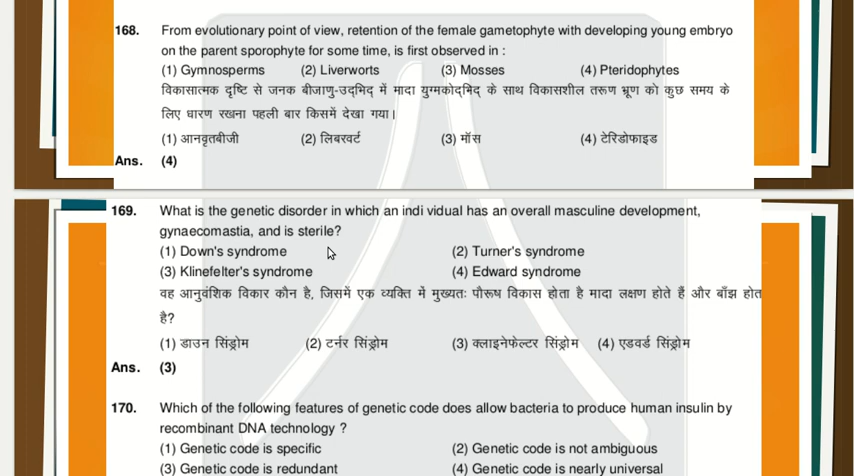 168. From evolutionary point of view, retention of the female gametophyte with developing young embryo
on the parent sporophyte for some time, is first observed in :
(1) Gymnosperms (2) Liverworts (3) Mosses (4) Pteridophytes
विकासात्मक दृष्टि से जनक बीजाणु-उद्भिद् में मादा युग्मकोद्भिद् के साथ विकासशील तरूण भ्रूण को कुछ समय के
लिए धारण रखना पहली बार किसमें देखा गया।
(1) आनवृतबीजी (2) लिबरवर्ट (3) मॉस (4) टेरिडोफाइड
Ans. (4)
169. What is the genetic disorder in which an indi vidual has an overall masculine development,
gynaecomastia, and is sterile?
(1) Down's syndrome (2) Turner's syndrome
(3) Klinefelter's syndrome (4) Edward syndrome
वह आनुवंशिक विकार कौन है, जिसमें एक व्यक्ति में मुख्यतः पौरूष विकास होता है मादा लक्षण होते हैं और बाँझ होत
है?
(1) डाउन सिंड्रोम (2) टर्नर सिंड्रोम (3) क्लाइनेफेल्टर सिंड्रोम (4) एडवर्ड सिंड्रोम
Ans. (3)
170. Which of the following features of genetic code does allow bacteria to produce human insulin by
recombinant DNA technology ?
(1) Genetic code is specific (2) Genetic code is not ambiguous
(3) Genetic code is redundant (4) Genetic code is nearly universal